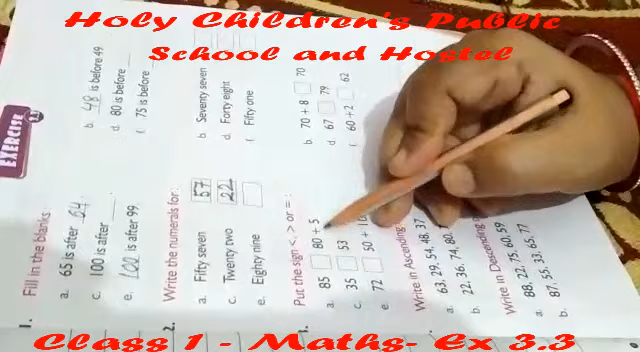 Holy Children's Public
School and Hostel
EXERCISE 3.3
1. Fill in the blanks
a. 65 is after 64.
b. 48 is before 49
c. 100 is after
d. 80 is before
e. 100 is after 99.
f. 75 is before
2. Write the numerals for:
a. Fifty seven 57
b. Seventy seven
c. Twenty two 22
d. Forty eight
e. Eighty nine
f. Fifty one
Put the sign <, > or = :
a. 85 □ 80 + 5
b. 70 + 8 □ 70
c. 35 □ 53
d. 67 □ 79
e. 72 □ 50 +
f. 60 + 2 □ 62
Write in Ascending
a. 63, 29, 54, 48, 37
b. 22, 36, 74, 80,
Write in Descending
a. 88, 22, 75, 60, 59
b. 87, 55, 33, 65, 77
Class 1 - Maths- Ex 3.3